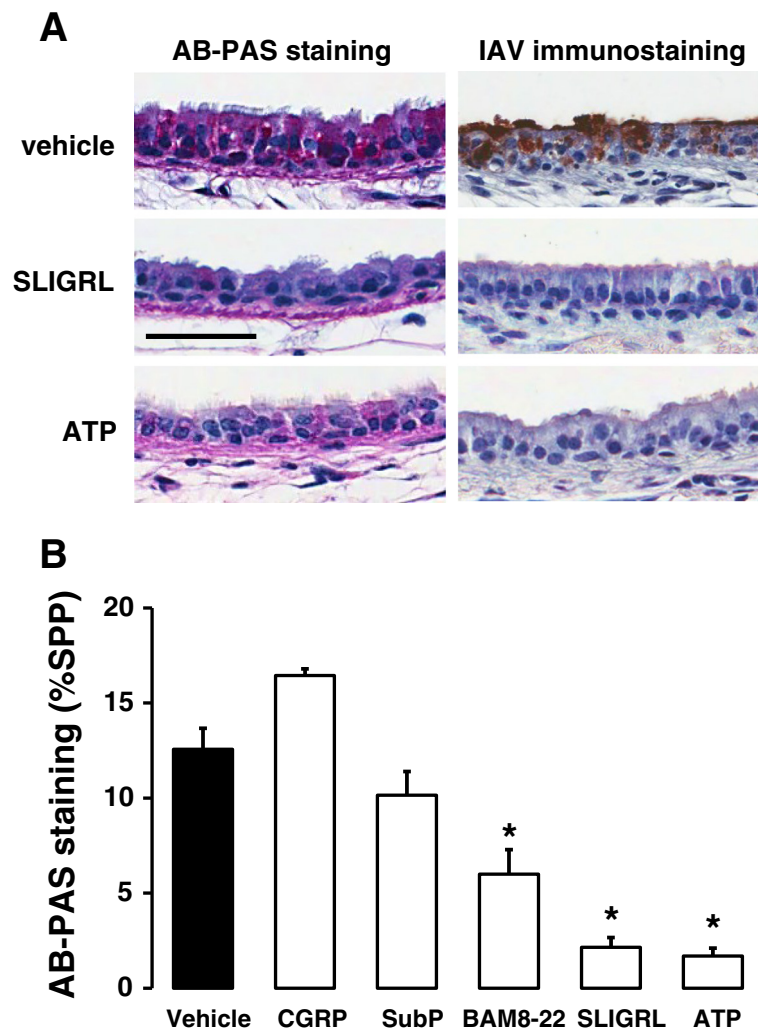 A
AB-PAS staining
IAV immunostaining
vehicle
SLIGRL
ATP
B
AB-PAS staining (%SPP)
20
15
10
5
0
*
*
*
Vehicle
CGRP
SubP
BAM8-22
SLIGRL
ATP